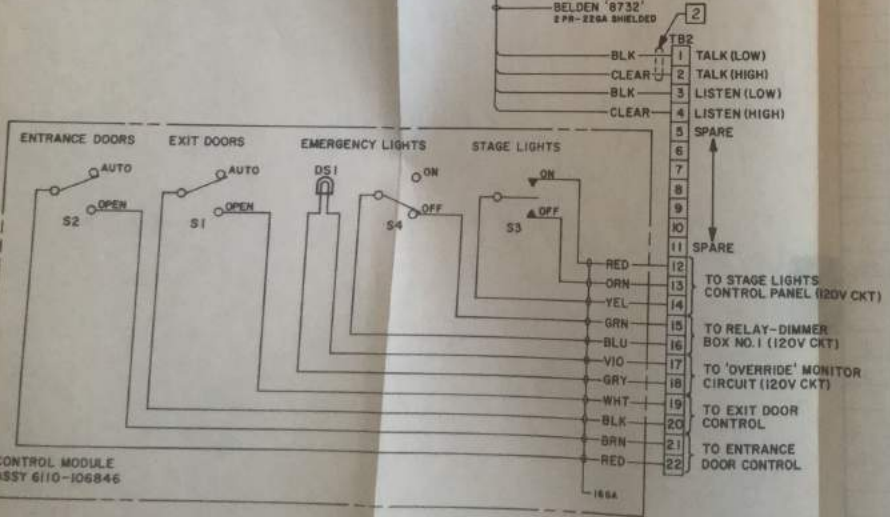 BELDEN '8732'
2 PR-22GA SHIELDED
2
TB2
BLK 1 TALK (LOW)
CLEAR 2 TALK (HIGH)
BLK 3 LISTEN (LOW)
CLEAR 4 LISTEN (HIGH)
5 SPARE
6
7
8
9
10
11 SPARE
ENTRANCE DOORS EXIT DOORS EMERGENCY LIGHTS STAGE LIGHTS
AUTO AUTO DS1 ON ON
OPEN OPEN OFF OFF
S2 S1 S4 S3
RED 12
ORN 13
YEL 14
TO STAGE LIGHTS
CONTROL PANEL (120V CKT)
GRN 15
BLU 16
TO RELAY-DIMMER
BOX NO. 1 (120V CKT)
VIO 17
GRY 18
TO 'OVERRIDE' MONITOR
CIRCUIT (120V CKT)
WHT 19
BLK 20
TO EXIT DOOR
CONTROL
BRN 21
RED 22
TO ENTRANCE
DOOR CONTROL
CONTROL MODULE
ASSY 6110-106846
16GA